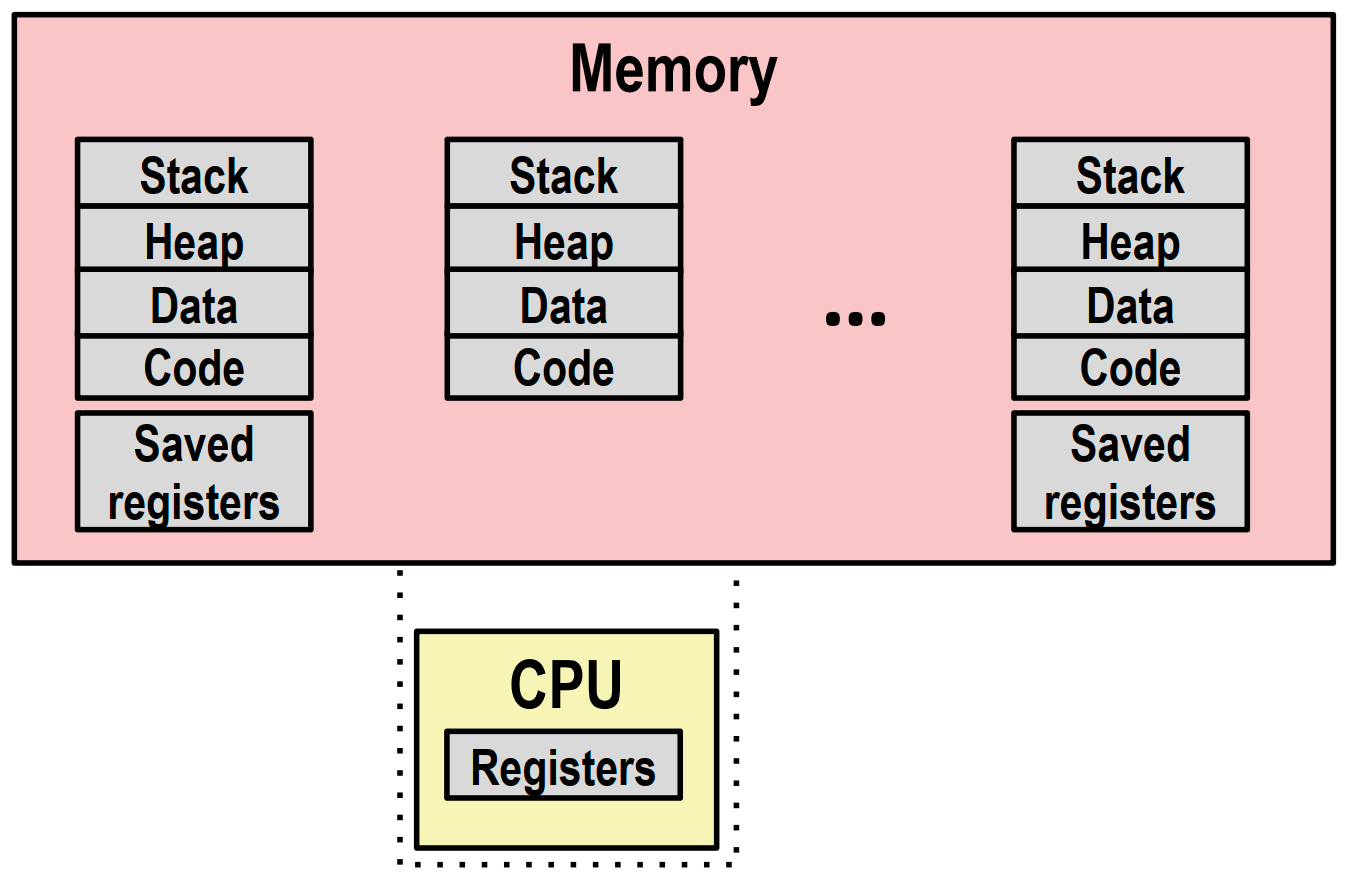 Memory
Stack Stack Stack
Heap Heap Heap
Data Data ... Data
Code Code Code
Saved Saved
registers registers
CPU
Registers